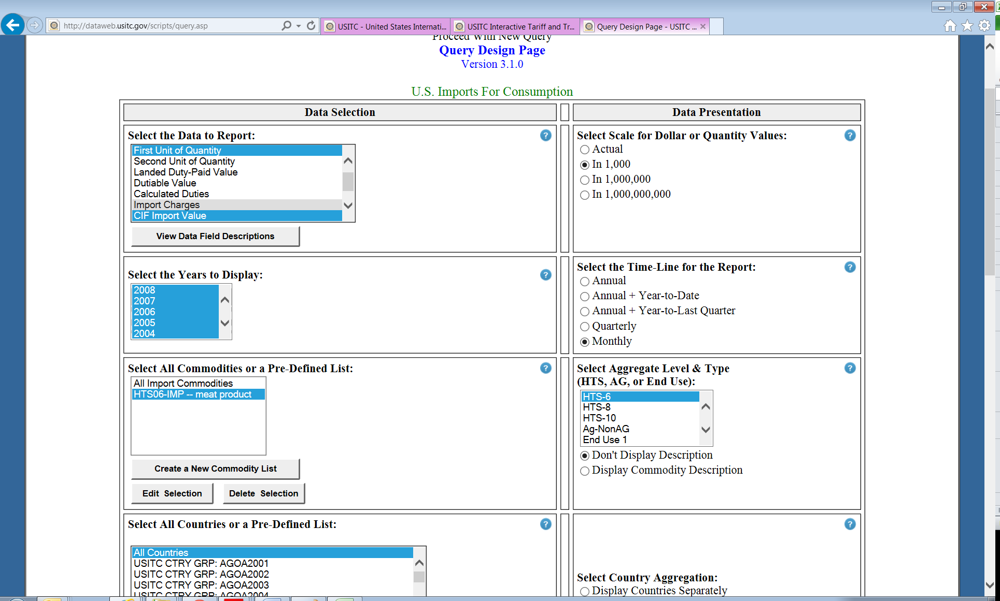 http://dataweb.usitc.gov/scripts/query.asp
USITC - United States Internati...
USITC Interactive Tariff and Tr...
Query Design Page - USITC ...
Proceed With New Query
Query Design Page
Version 3.1.0
U.S. Imports For Consumption
Data Selection
Data Presentation
Select the Data to Report:
First Unit of Quantity
Second Unit of Quantity
Landed Duty-Paid Value
Dutiable Value
Calculated Duties
Import Charges
CIF Import Value
View Data Field Descriptions
Select Scale for Dollar or Quantity Values:
Actual
In 1,000
In 1,000,000
In 1,000,000,000
Select the Years to Display:
2008
2007
2006
2005
2004
Select the Time-Line for the Report:
Annual
Annual + Year-to-Date
Annual + Year-to-Last Quarter
Quarterly
Monthly
Select All Commodities or a Pre-Defined List:
All Import Commodities
HTS06-IMP -- meat product
Create a New Commodity List
Edit Selection
Delete Selection
Select Aggregate Level & Type
(HTS, AG, or End Use):
HTS-6
HTS-8
HTS-10
Ag-NonAG
End Use 1
Don't Display Description
Display Commodity Description
Select All Countries or a Pre-Defined List:
All Countries
USITC CTRY GRP: AGOA2001
USITC CTRY GRP: AGOA2002
USITC CTRY GRP: AGOA2003
USITC CTRY GRP: AGOA2004
Select Country Aggregation:
Display Countries Separately